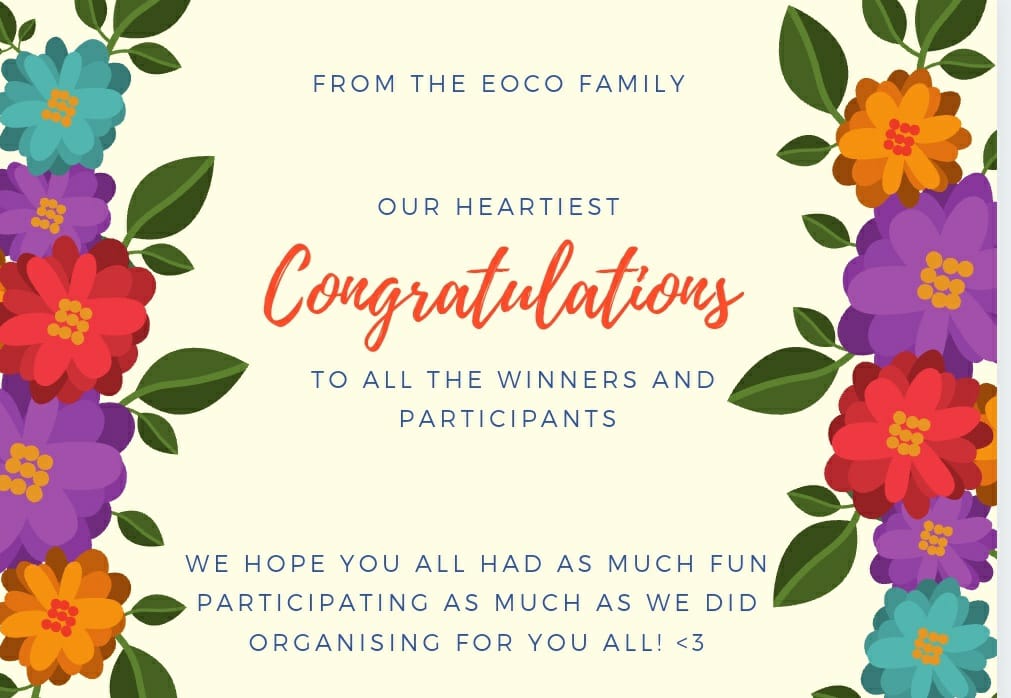 FROM THE EOCO FAMILY
OUR HEARTIEST
Congratulations
TO ALL THE WINNERS AND
PARTICIPANTS
WE HOPE YOU ALL HAD AS MUCH FUN
PARTICIPATING AS MUCH AS WE DID
ORGANISING FOR YOU ALL! <3